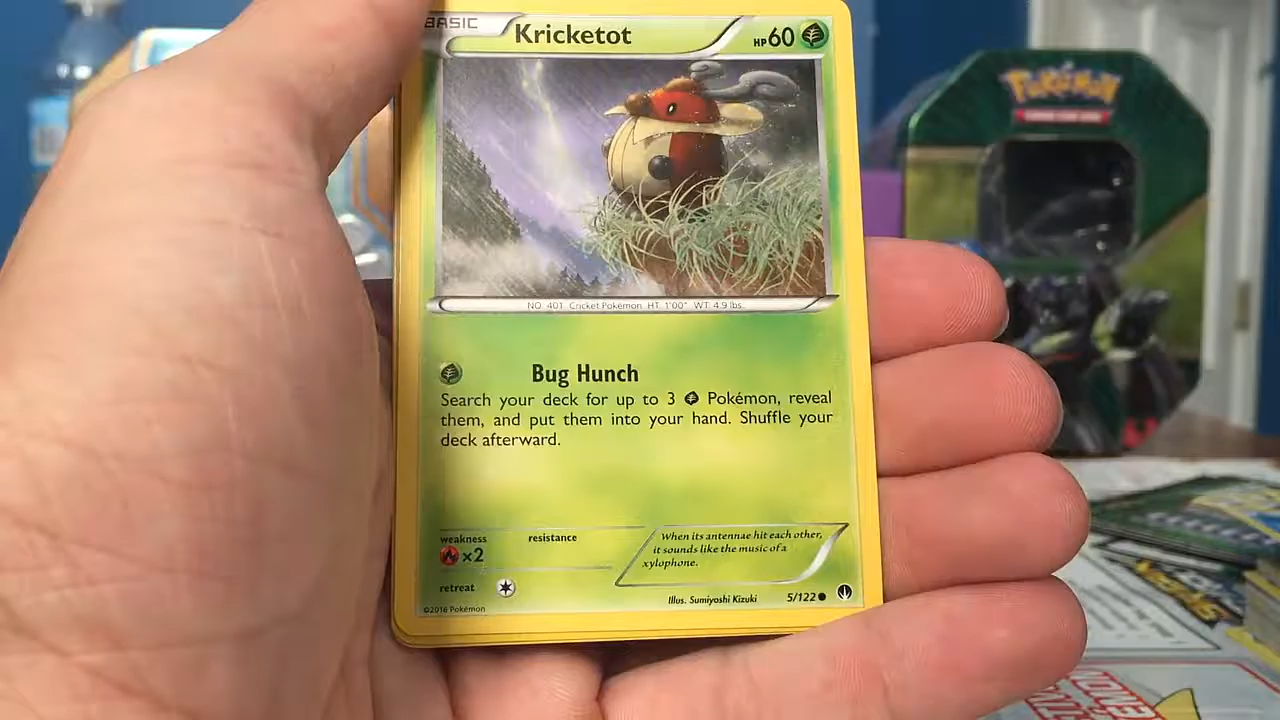 BASIC Kricketot HP60
NO. 401 Cricket Pokémon HT: 1'00" WT: 4.9 lbs.
Bug Hunch
Search your deck for up to 3 Pokémon, reveal
them, and put them into your hand. Shuffle your
deck afterward.
weakness resistance
×2
When its antennae hit each other,
it sounds like the music of a
xylophone.
retreat
Illus. Sumiyoshi Kizuki 5/122
©2016 Pokémon
Pokémon